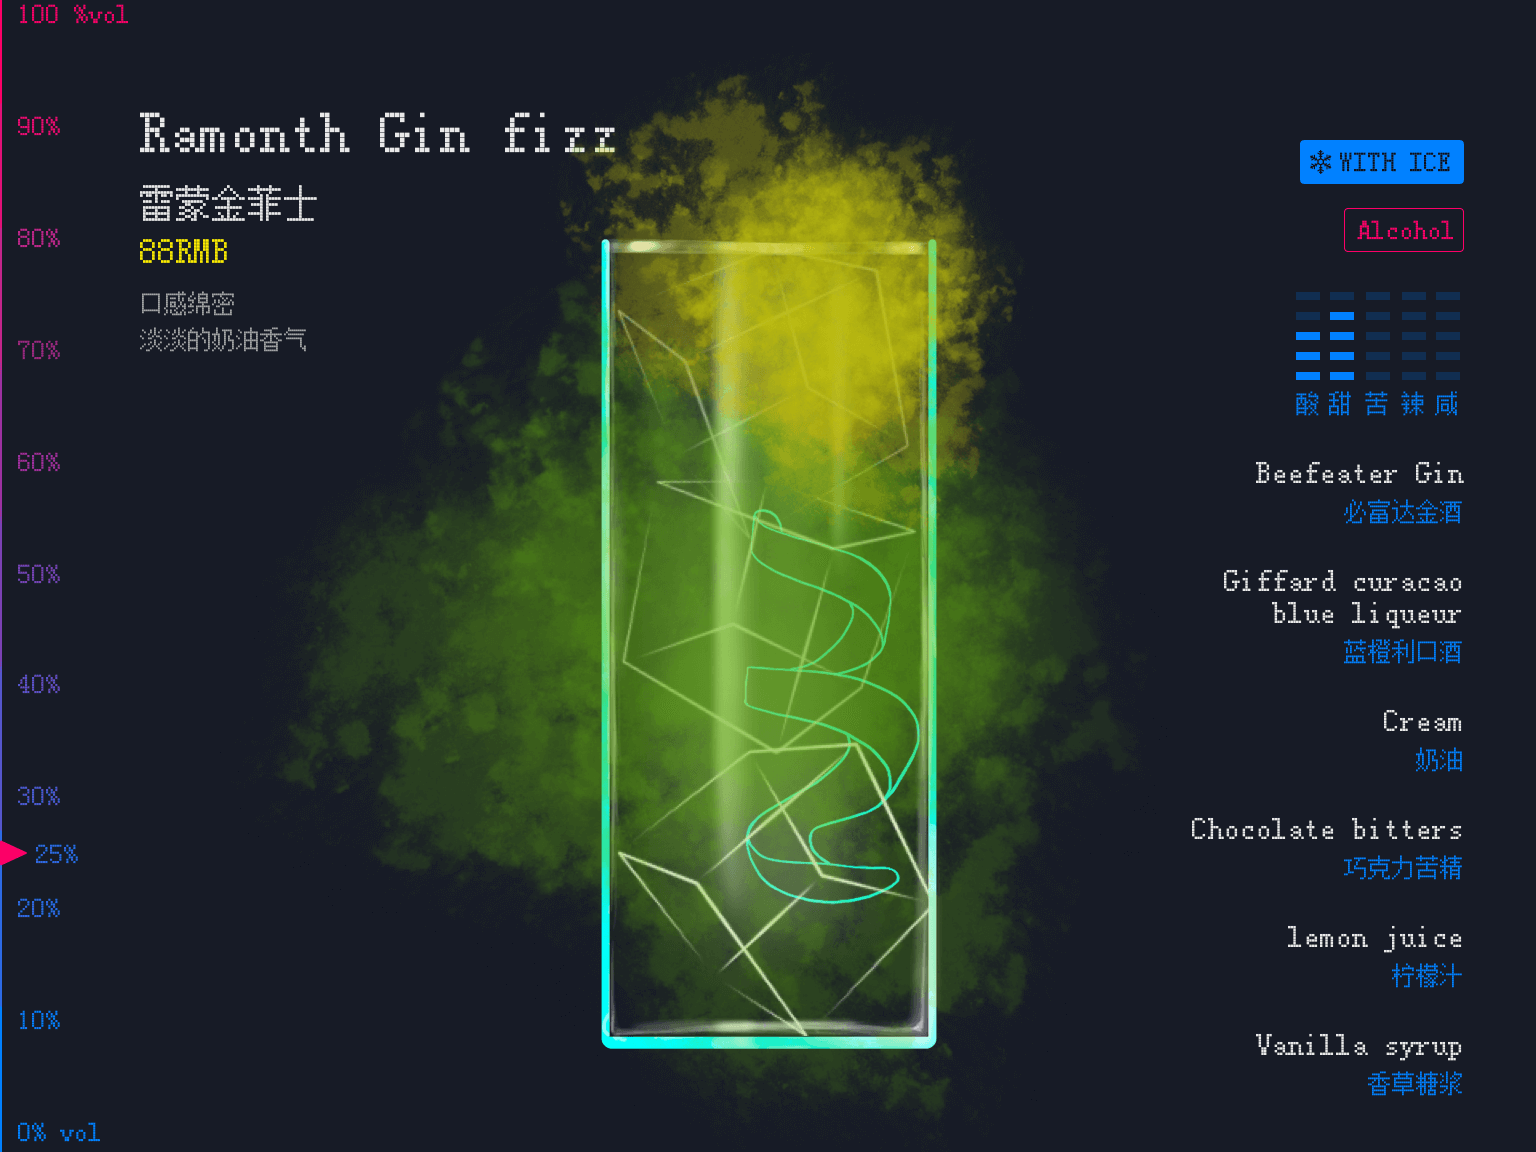 100 %vol
90%
80%
70%
60%
50%
40%
30%
25%
20%
10%
0% vol
Ramonth Gin fizz
雷蒙金菲士
88RMB
口感绵密
淡淡的奶油香气
WITH ICE
Alcohol
酸 甜 苦 辣 咸
Beefeater Gin
必富达金酒
Giffard curacao
blue liqueur
蓝橙利口酒
Cream
奶油
Chocolate bitters
巧克力苦精
lemon juice
柠檬汁
Vanilla syrup
香草糖浆